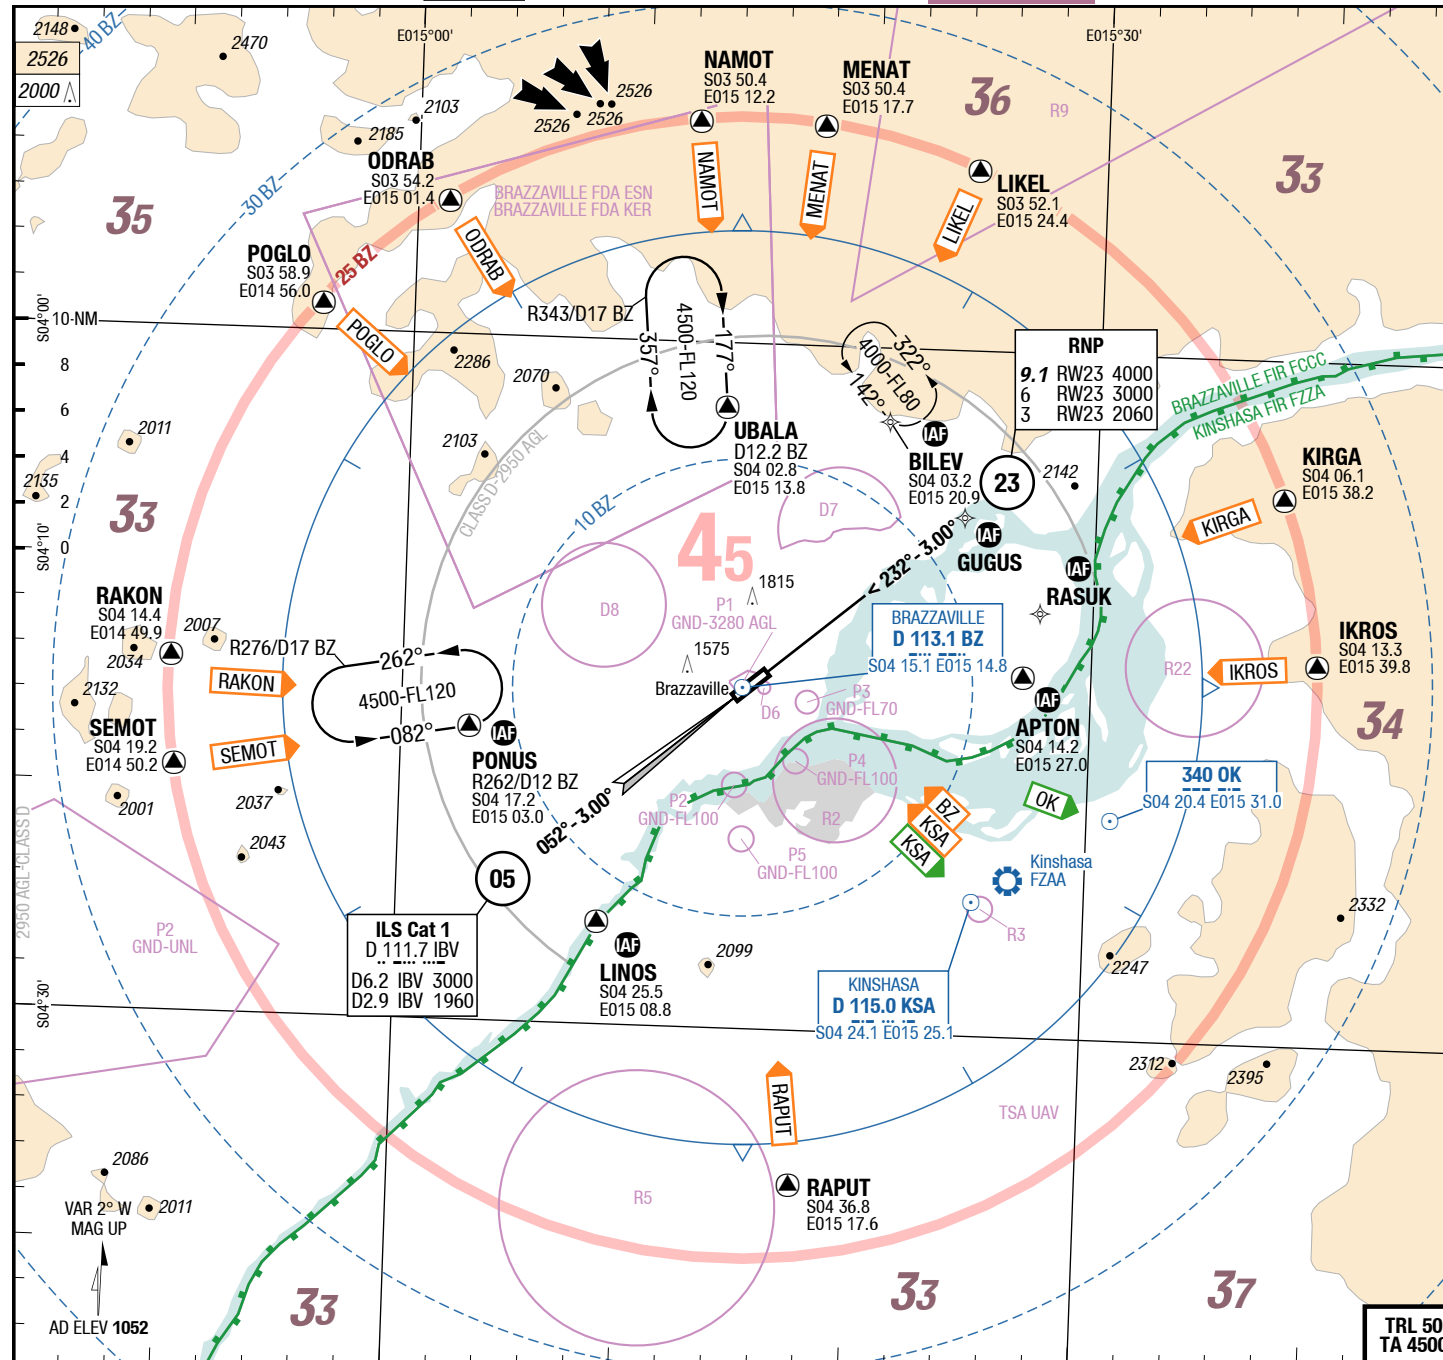 2148
40 BZ
2470
E015°00'
E015°30'
2526
2000
NAMOT
S03 50.4
E015 12.2
MENAT
S03 50.4
E015 17.7
36
R9
2526
2526
2526
2103
2185
ODRAB
S03 54.2
E015 01.4
NAMOT
MENAT
LIKEL
S03 52.1
E015 24.4
LIKEL
33
35
30 BZ
BRAZZAVILLE FDA ESN
BRAZZAVILLE FDA KER
ODRAB
POGLO
S03 58.9
E014 56.0
25 BZ
POGLO
R343/D17 BZ
357°
4500-FL120
177°
322°
4000-FL80
142°
S04°00'
10-NM
8
6
4
2
0
RNP
9.1 RW23 4000
6 RW23 3000
3 RW23 2060
BRAZZAVILLE FIR FCCC
KINSHASA FIR FZZA
2286
2070
2103
2011
2135
33
CLASS D-2950 AGL
UBALA
D12.2 BZ
S04 02.8
E015 13.8
IAF
BILEV
S04 03.2
E015 20.9
23
2142
KIRGA
S04 06.1
E015 38.2
KIRGA
S04°10'
10 BZ
D7
45
< 232° - 3.00°
IAF
GUGUS
IAF
RASUK
D8
1815
P1
GND-3280 AGL
RAKON
S04 14.4
E014 49.9
2007
2034
R276/D17 BZ
262°
4500-FL120
082°
RAKON
2132
1575
Brazzaville
BRAZZAVILLE
D 113.1 BZ
S04 15.1 E015 14.8
R22
IKROS
IKROS
S04 13.3
E015 39.8
D6
P3
GND-FL70
IAF
APTON
S04 14.2
E015 27.0
34
SEMOT
S04 19.2
E014 50.2
SEMOT
IAF
PONUS
R262/D12 BZ
S04 17.2
E015 03.0
P4
GND-FL100
P2
GND-FL100
R2
340 OK
S04 20.4 E015 31.0
OK
BZ
KSA
KSA
2001
2037
2043
052° - 3.00°
P5
GND-FL100
Kinshasa
FZAA
2950 AGL-CLASS D
05
P2
GND-UNL
ILS Cat 1
D 111.7 IBV
D6.2 IBV 3000
D2.9 IBV 1960
IAF
LINOS
S04 25.5
E015 08.8
2099
R3
2332
2247
KINSHASA
D 115.0 KSA
S04 24.1 E015 25.1
S04°30'
2312
2395
RAPUT
TSA UAV
2086
2011
R5
RAPUT
S04 36.8
E015 17.6
VAR 2° W
MAG UP
33
33
37
AD ELEV 1052
TRL 50
TA 4500